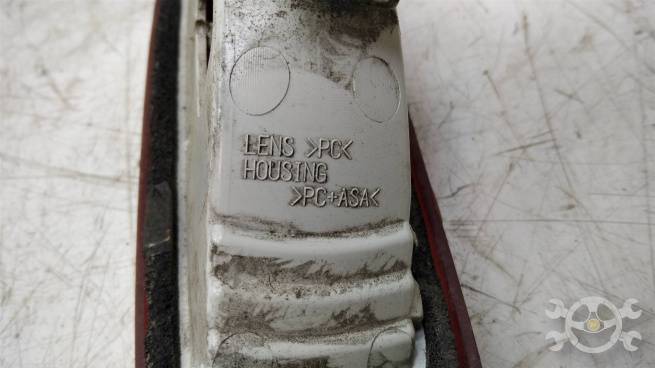 LENS >PC<
HOUSING
>PC+ASA<